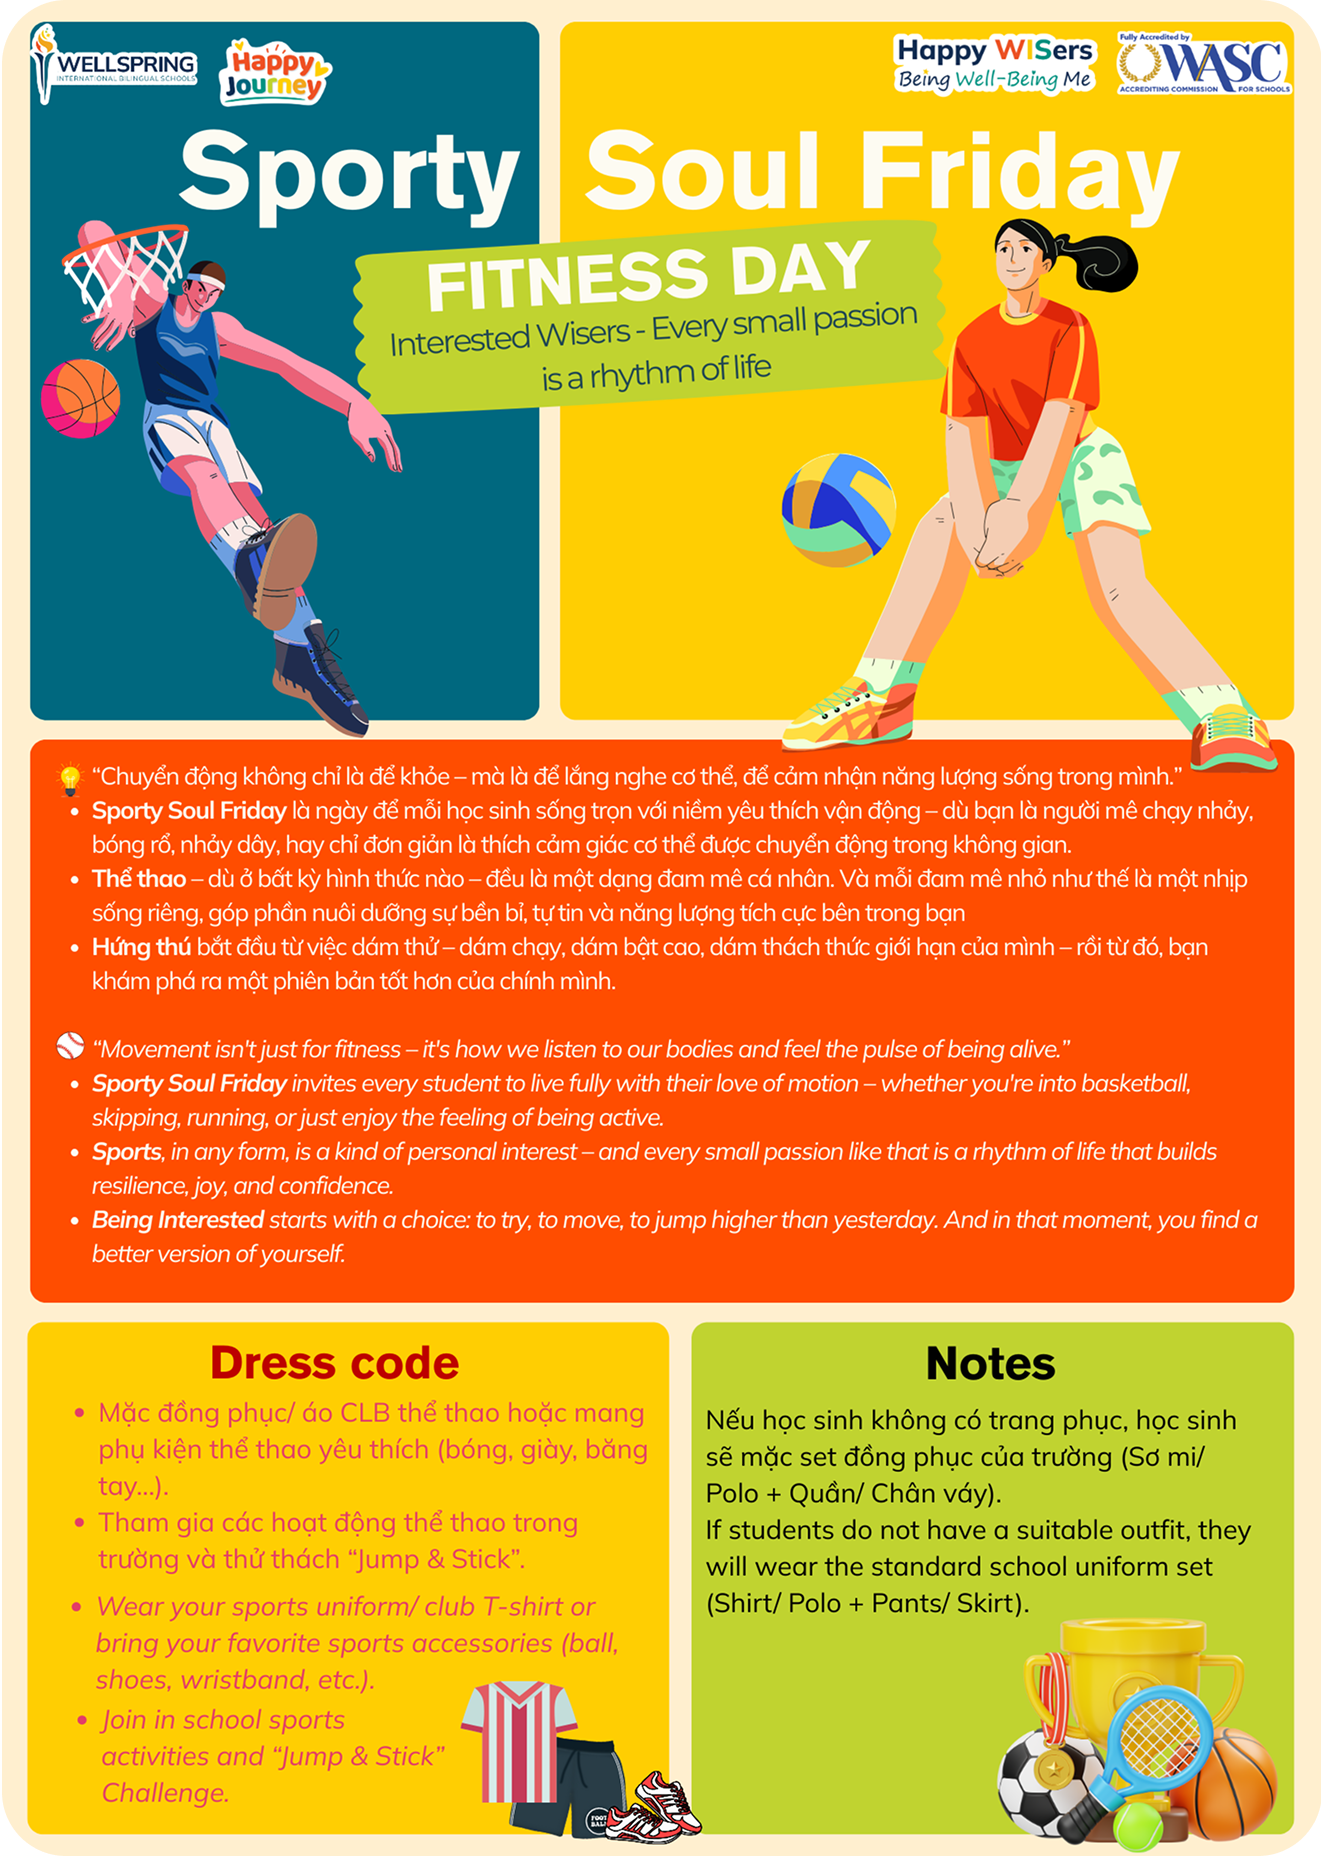 WELLSPRING
INTERNATIONAL BILINGUAL SCHOOLS
Happy
Journey
Happy WISers
Being Well-Being Me
Fully Accredited by
WASC
ACCREDITING COMMISSION FOR SCHOOLS
Sporty Soul Friday
FITNESS DAY
Interested Wisers - Every small passion
is a rhythm of life
“Chuyển động không chỉ là để khỏe – mà là để lắng nghe cơ thể, để cảm nhận năng lượng sống trong mình.”
• Sporty Soul Friday là ngày để mỗi học sinh sống trọn với niềm yêu thích vận động – dù bạn là người mê chạy nhảy,
bóng rổ, nhảy dây, hay chỉ đơn giản là thích cảm giác cơ thể được chuyển động trong không gian.
• Thể thao – dù ở bất kỳ hình thức nào – đều là một dạng đam mê cá nhân. Và mỗi đam mê nhỏ như thế là một nhịp
sống riêng, góp phần nuôi dưỡng sự bền bỉ, tự tin và năng lượng tích cực bên trong bạn
• Hứng thú bắt đầu từ việc dám thử – dám chạy, dám bật cao, dám thách thức giới hạn của mình – rồi từ đó, bạn
khám phá ra một phiên bản tốt hơn của chính mình.
“Movement isn't just for fitness – it's how we listen to our bodies and feel the pulse of being alive.”
• Sporty Soul Friday invites every student to live fully with their love of motion – whether you're into basketball,
skipping, running, or just enjoy the feeling of being active.
• Sports, in any form, is a kind of personal interest – and every small passion like that is a rhythm of life that builds
resilience, joy, and confidence.
• Being Interested starts with a choice: to try, to move, to jump higher than yesterday. And in that moment, you find a
better version of yourself.
Dress code
• Mặc đồng phục/ áo CLB thể thao hoặc mang
phụ kiện thể thao yêu thích (bóng, giày, băng
tay...).
• Tham gia các hoạt động thể thao trong
trường và thử thách “Jump & Stick”.
• Wear your sports uniform/ club T-shirt or
bring your favorite sports accessories (ball,
shoes, wristband, etc.).
• Join in school sports
activities and “Jump & Stick”
Challenge.
FOOT
BALL
Notes
Nếu học sinh không có trang phục, học sinh
sẽ mặc set đồng phục của trường (Sơ mi/
Polo + Quần/ Chân váy).
If students do not have a suitable outfit, they
will wear the standard school uniform set
(Shirt/ Polo + Pants/ Skirt).